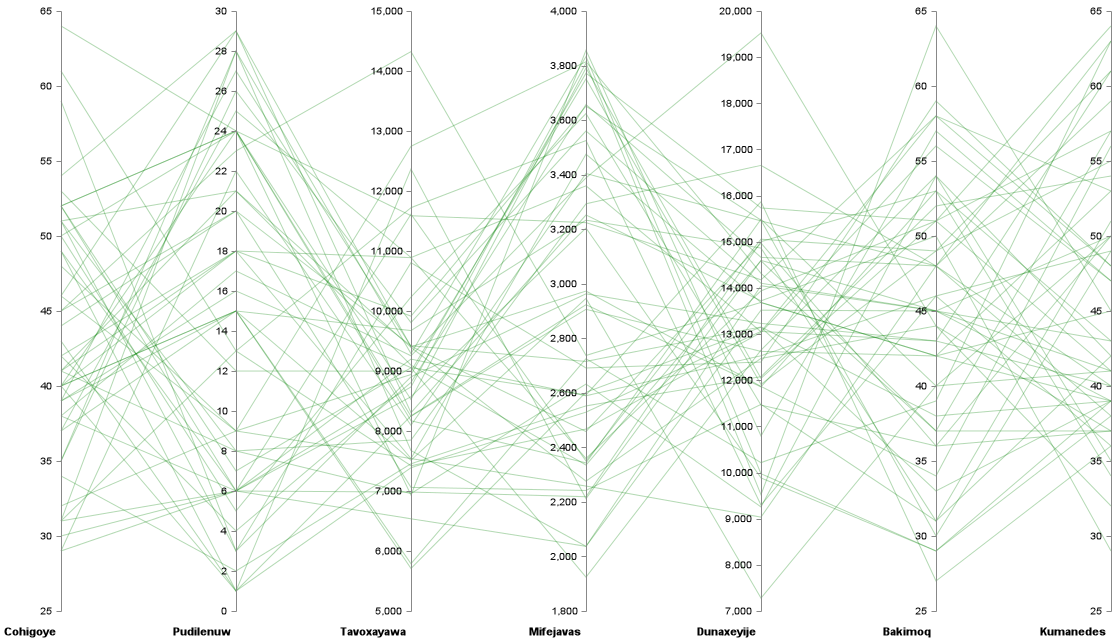 65 30 15,000 4,000 20,000 65 65
28 14,000 3,800 19,000
60 26 13,000 3,600 18,000 60 60
24 17,000
55 22 12,000 3,400 16,000 55 55
20 3,200 15,000
50 18 11,000 50 50
16 10,000 3,000 14,000
45 14 2,800 13,000 45 45
12 9,000 12,000
40 10 2,600 11,000 40 40
8 8,000 2,400 10,000
35 6 7,000 2,200 9,000 35 35
30 4 6,000 2,000 8,000 30 30
2
25 0 5,000 1,800 7,000 25 25
Cohigoye Pudilenuw Tavoxayawa Mifejavas Dunaxeyije Bakimoq Kumanedes